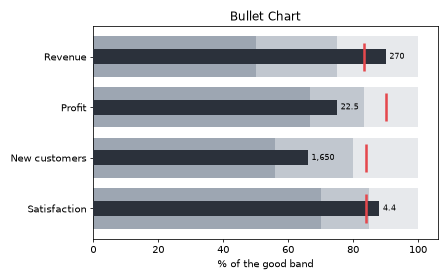 Bullet Chart
Revenue 270
Profit 22.5
New customers 1,650
Satisfaction 4.4
0 20 40 60 80 100
% of the good band